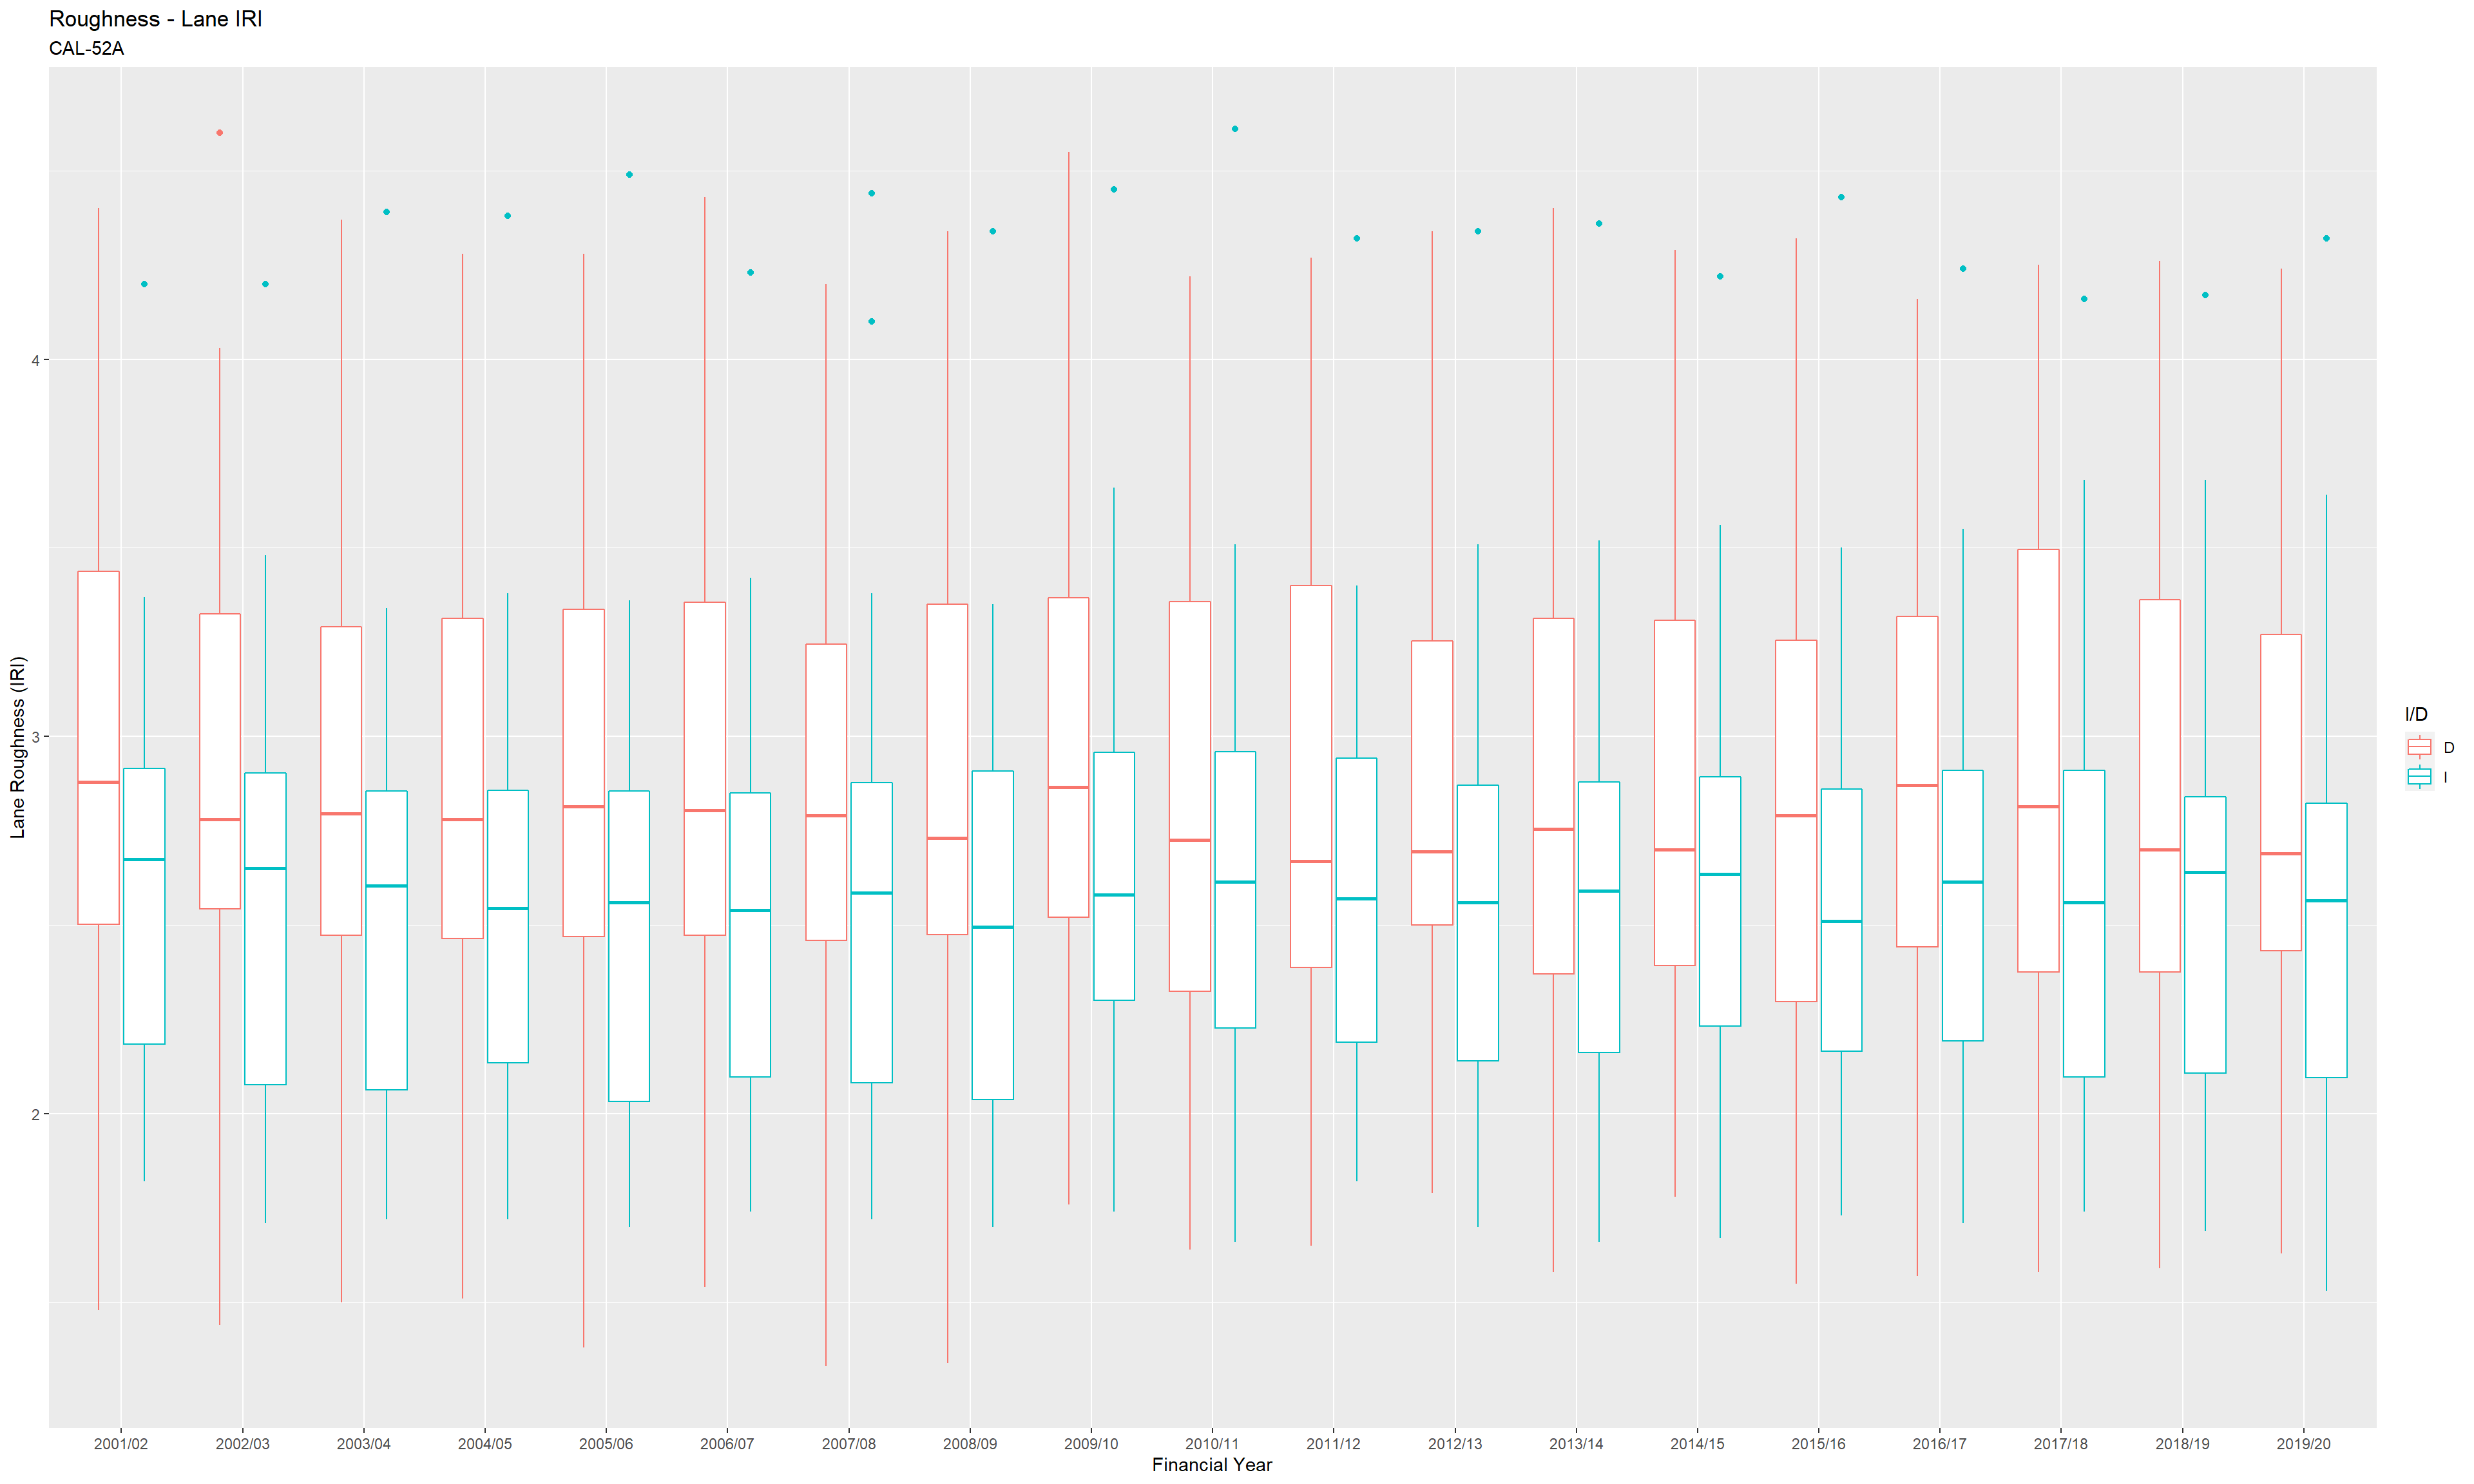 Roughness - Lane IRI
CAL-52A
Lane Roughness (IRI)
4
3
2
2001/02 2002/03 2003/04 2004/05 2005/06 2006/07 2007/08 2008/09 2009/10 2010/11 2011/12 2012/13 2013/14 2014/15 2015/16 2016/17 2017/18 2018/19 2019/20
Financial Year
I/D
D
I